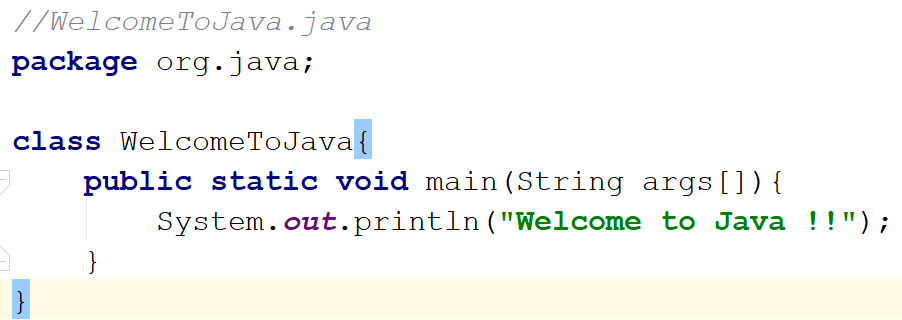 //WelcomeToJava.java
package org.java;

class WelcomeToJava{
    public static void main(String args[]){
        System.out.println("Welcome to Java !!");
    }
}